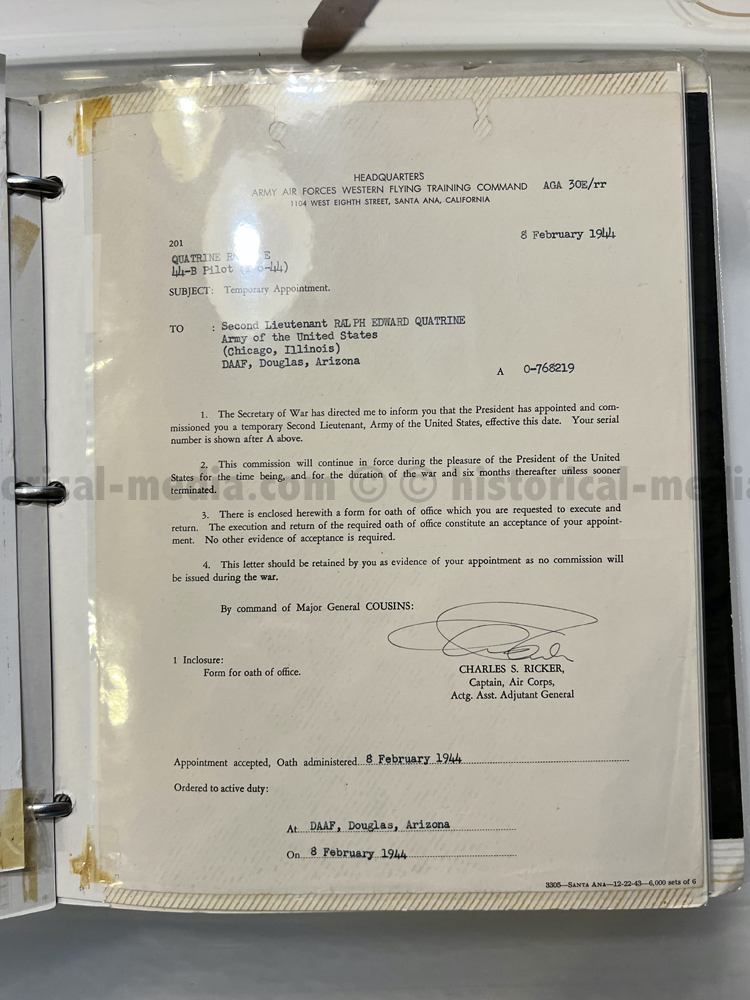 HEADQUARTERS
ARMY AIR FORCES WESTERN FLYING TRAINING COMMAND AGA 30E/rr
1104 WEST EIGHTH STREET, SANTA ANA, CALIFORNIA
8 February 1944
201
QUATRINE R E
44-B Pilot -44)
SUBJECT: Temporary Appointment.
TO : Second Lieutenant RALPH EDWARD QUATRINE
Army of the United States
(Chicago, Illinois)
DAAF, Douglas, Arizona
A 0-768219
1. The Secretary of War has directed me to inform you that the President has appointed and com-
missioned you a temporary Second Lieutenant, Army of the United States, effective this date. Your serial
number is shown after A above.
2. This commission will continue in force during the pleasure of the President of the United
States for the time being, and for the duration of the war and six months thereafter unless sooner
terminated.
historical-media.com © © historical-media
3. There is enclosed herewith a form for oath of office which you are requested to execute and
return. The execution and return of the required oath of office constitute an acceptance of your appoint-
ment. No other evidence of acceptance is required.
4. This letter should be retained by you as evidence of your appointment as no commission will
be issued during the war.
By command of Major General COUSINS:
1 Inclosure:
Form for oath of office.
CHARLES S. RICKER,
Captain, Air Corps,
Actg. Asst. Adjutant General
Appointment accepted, Oath administered 8 February 1944
Ordered to active duty:
At DAAF, Douglas, Arizona
On 8 February 1944
3305—SANTA ANA—12-22-43—6,000 sets of 6